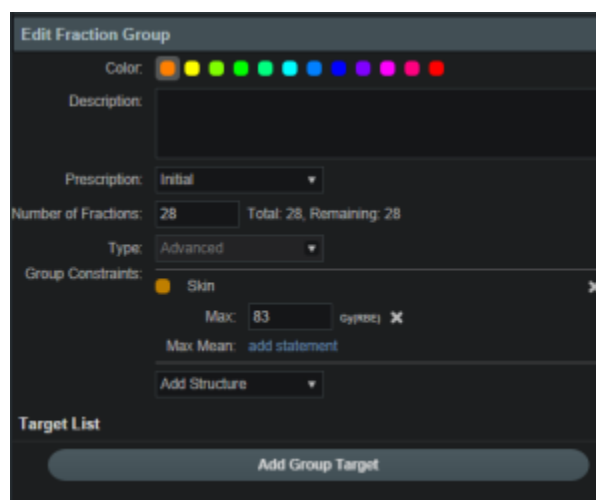 Edit Fraction Group
Color:
Description:
Prescription: Initial
Number of Fractions: 28 Total: 28, Remaining: 28
Type: Advanced
Group Constraints:
Skin
Max: 83 Gy(RBE)
Max Mean: add statement
Add Structure
Target List
Add Group Target